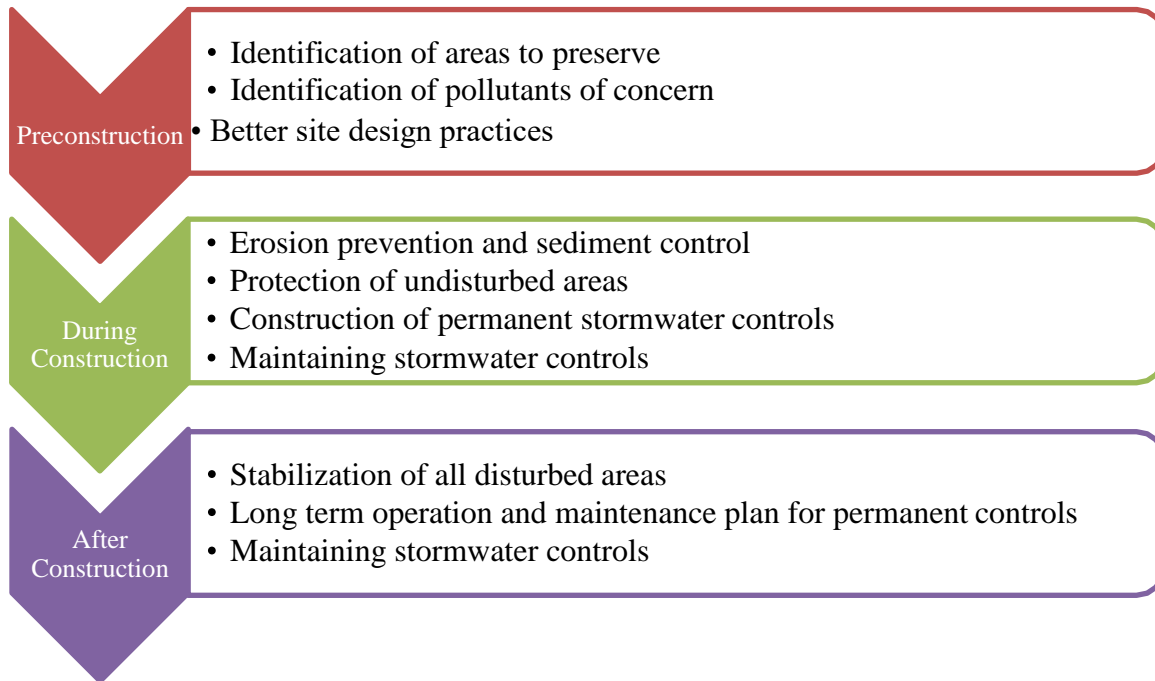 Preconstruction
• Identification of areas to preserve
• Identification of pollutants of concern
• Better site design practices
During
Construction
• Erosion prevention and sediment control
• Protection of undisturbed areas
• Construction of permanent stormwater controls
• Maintaining stormwater controls
After
Construction
• Stabilization of all disturbed areas
• Long term operation and maintenance plan for permanent controls
• Maintaining stormwater controls